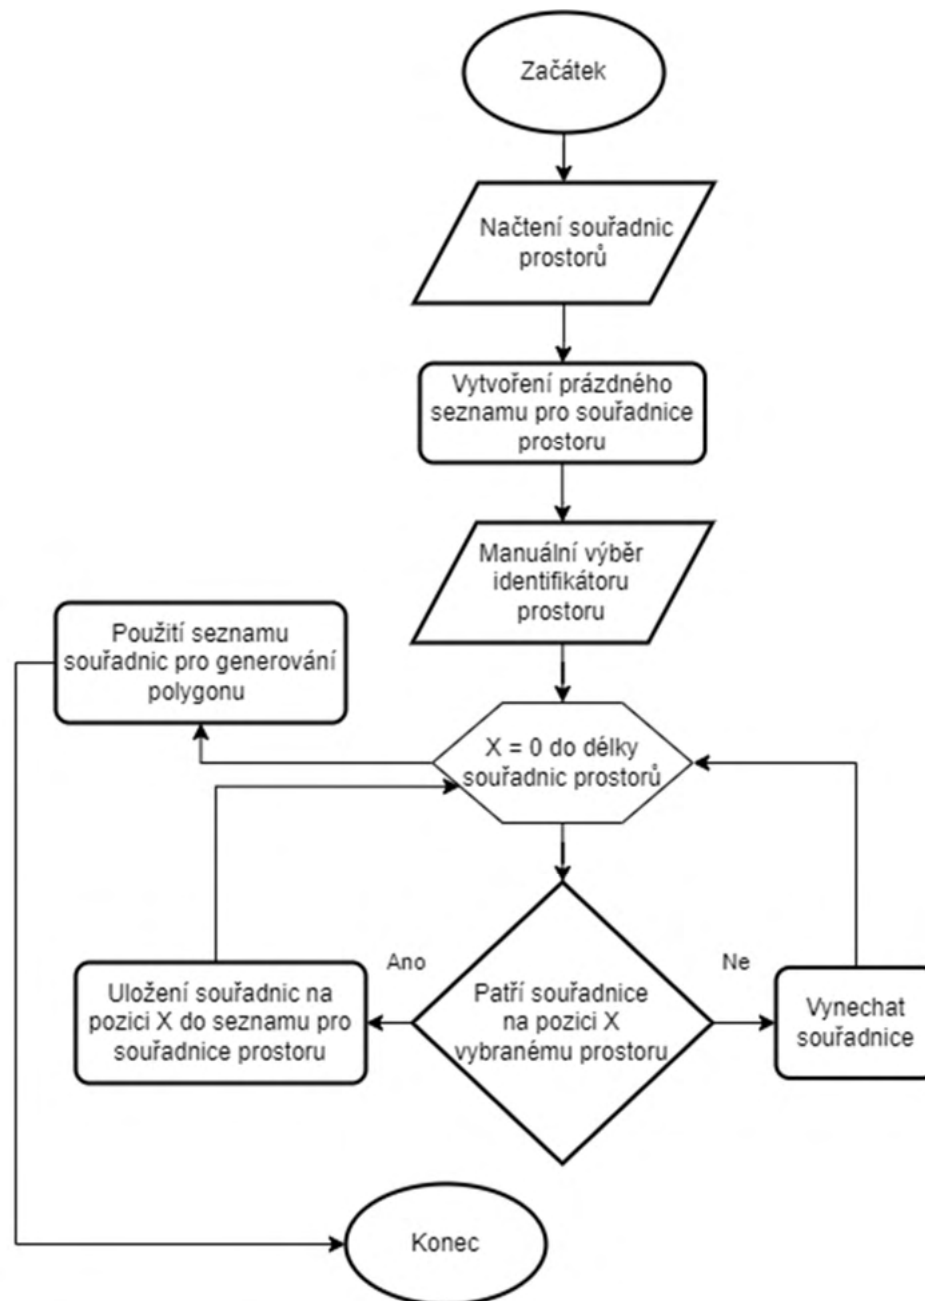 Začátek
Načtení souřadnic
prostorů
Vytvoření prázdného
seznamu pro souřadnice
prostoru
Manuální výběr
identifikátoru
prostoru
Použití seznamu
souřadnic pro generování
polygonu
X = 0 do délky
souřadnic prostorů
Ano
Ne
Uložení souřadnic na
pozici X do seznamu pro
souřadnice prostoru
Patří souřadnice
na pozici X
vybranému prostoru
Vynechat
souřadnice
Konec